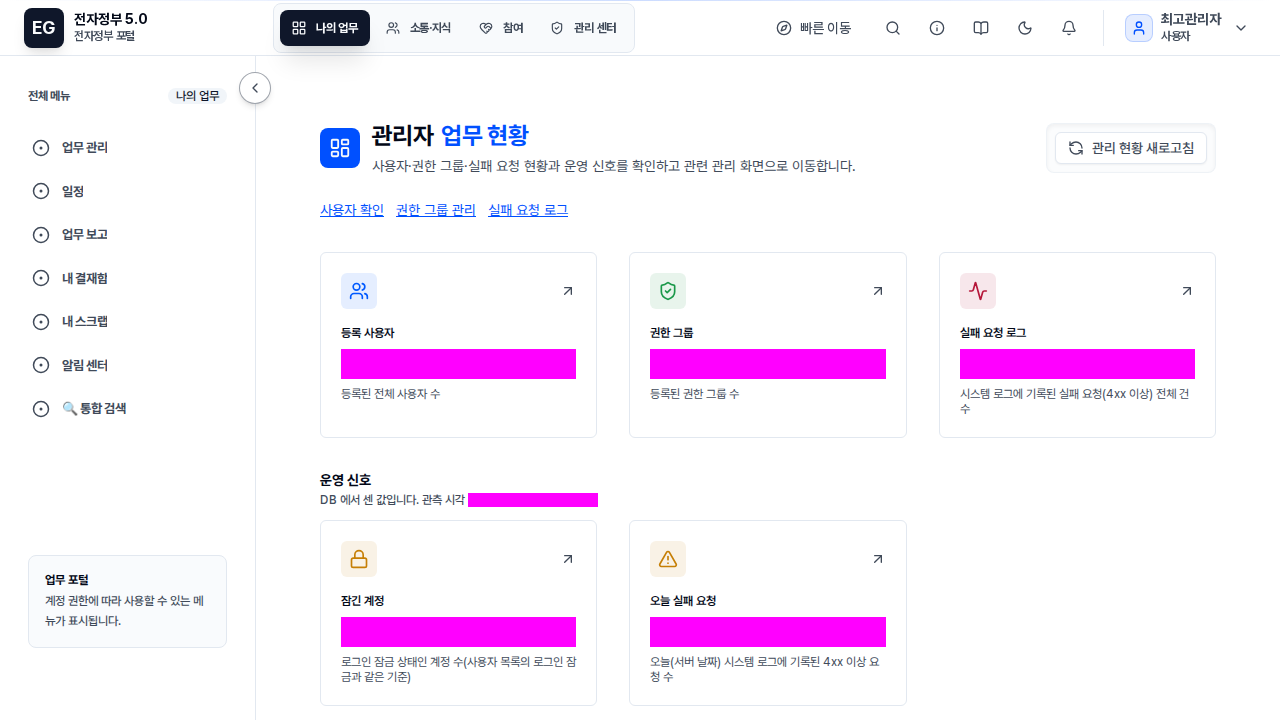 EG
전자정부 5.0
전자정부 포털
나의 업무
소통·지식
참여
관리 센터
빠른 이동
최고관리자
사용자
전체 메뉴
나의 업무
업무 관리
일정
업무 보고
내 결재함
내 스크랩
알림 센터
🔍 통합 검색
업무 포털
계정 권한에 따라 사용할 수 있는 메
뉴가 표시됩니다.
관리자 업무 현황
사용자·권한 그룹·실패 요청 현황과 운영 신호를 확인하고 관련 관리 화면으로 이동합니다.
관리 현황 새로고침
사용자 확인 권한 그룹 관리 실패 요청 로그
등록 사용자
등록된 전체 사용자 수
권한 그룹
등록된 권한 그룹 수
실패 요청 로그
시스템 로그에 기록된 실패 요청(4xx 이상) 전체 건
수
운영 신호
DB 에서 센 값입니다. 관측 시각
잠긴 계정
로그인 잠금 상태인 계정 수(사용자 목록의 로그인 잠
금과 같은 기준)
오늘 실패 요청
오늘(서버 날짜) 시스템 로그에 기록된 4xx 이상 요
청 수